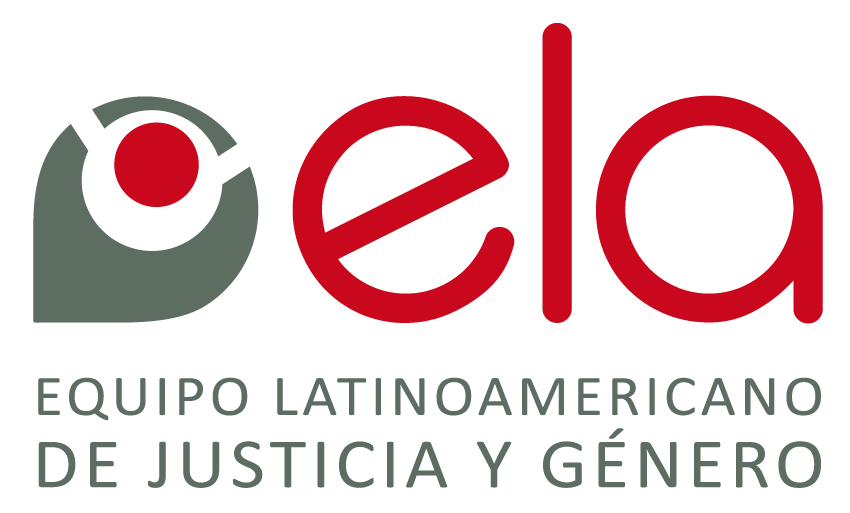 ela
EQUIPO LATINOAMERICANO
DE JUSTICIA Y GÉNERO